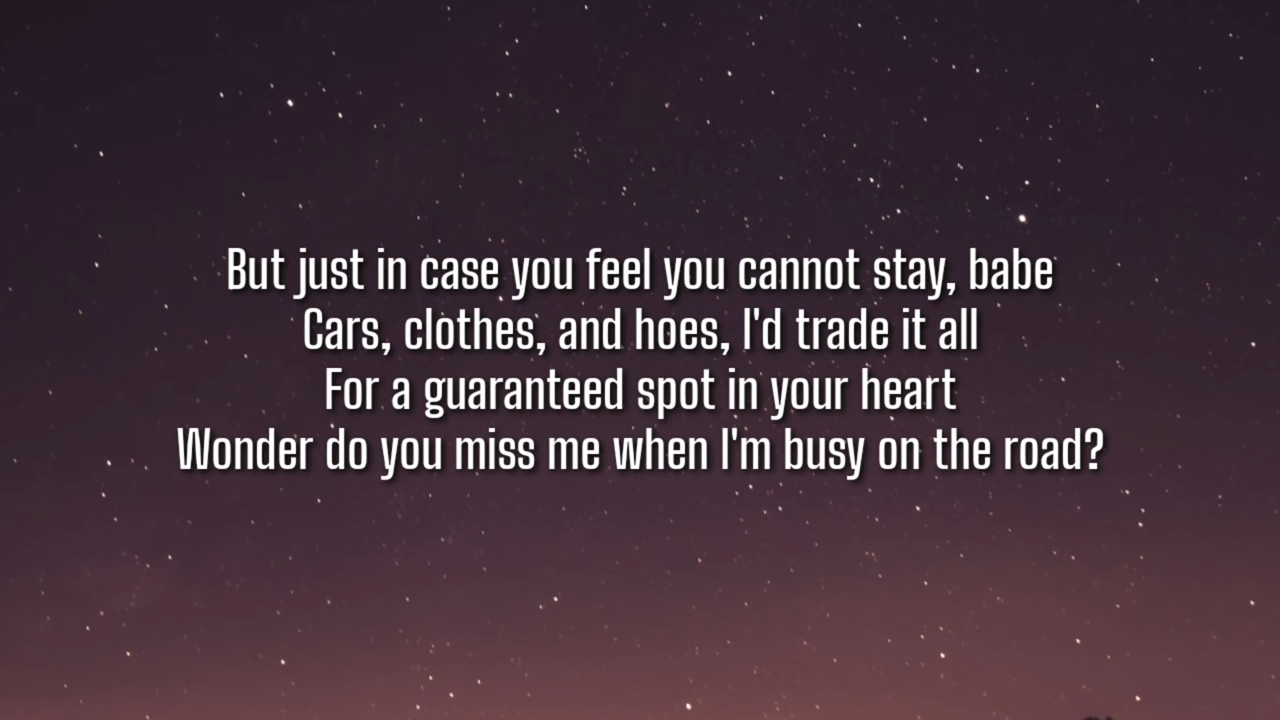 But just in case you feel you cannot stay, babe
Cars, clothes, and hoes, I'd trade it all
For a guaranteed spot in your heart
Wonder do you miss me when I'm busy on the road?